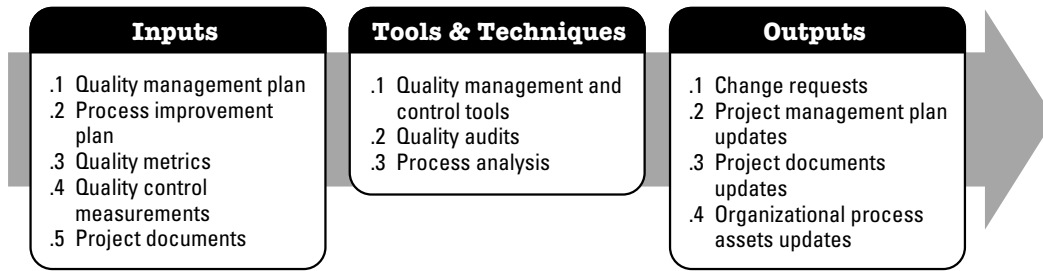 Inputs
.1 Quality management plan
.2 Process improvement
plan
.3 Quality metrics
.4 Quality control
measurements
.5 Project documents
Tools & Techniques
.1 Quality management and
control tools
.2 Quality audits
.3 Process analysis
Outputs
.1 Change requests
.2 Project management plan
updates
.3 Project documents
updates
.4 Organizational process
assets updates